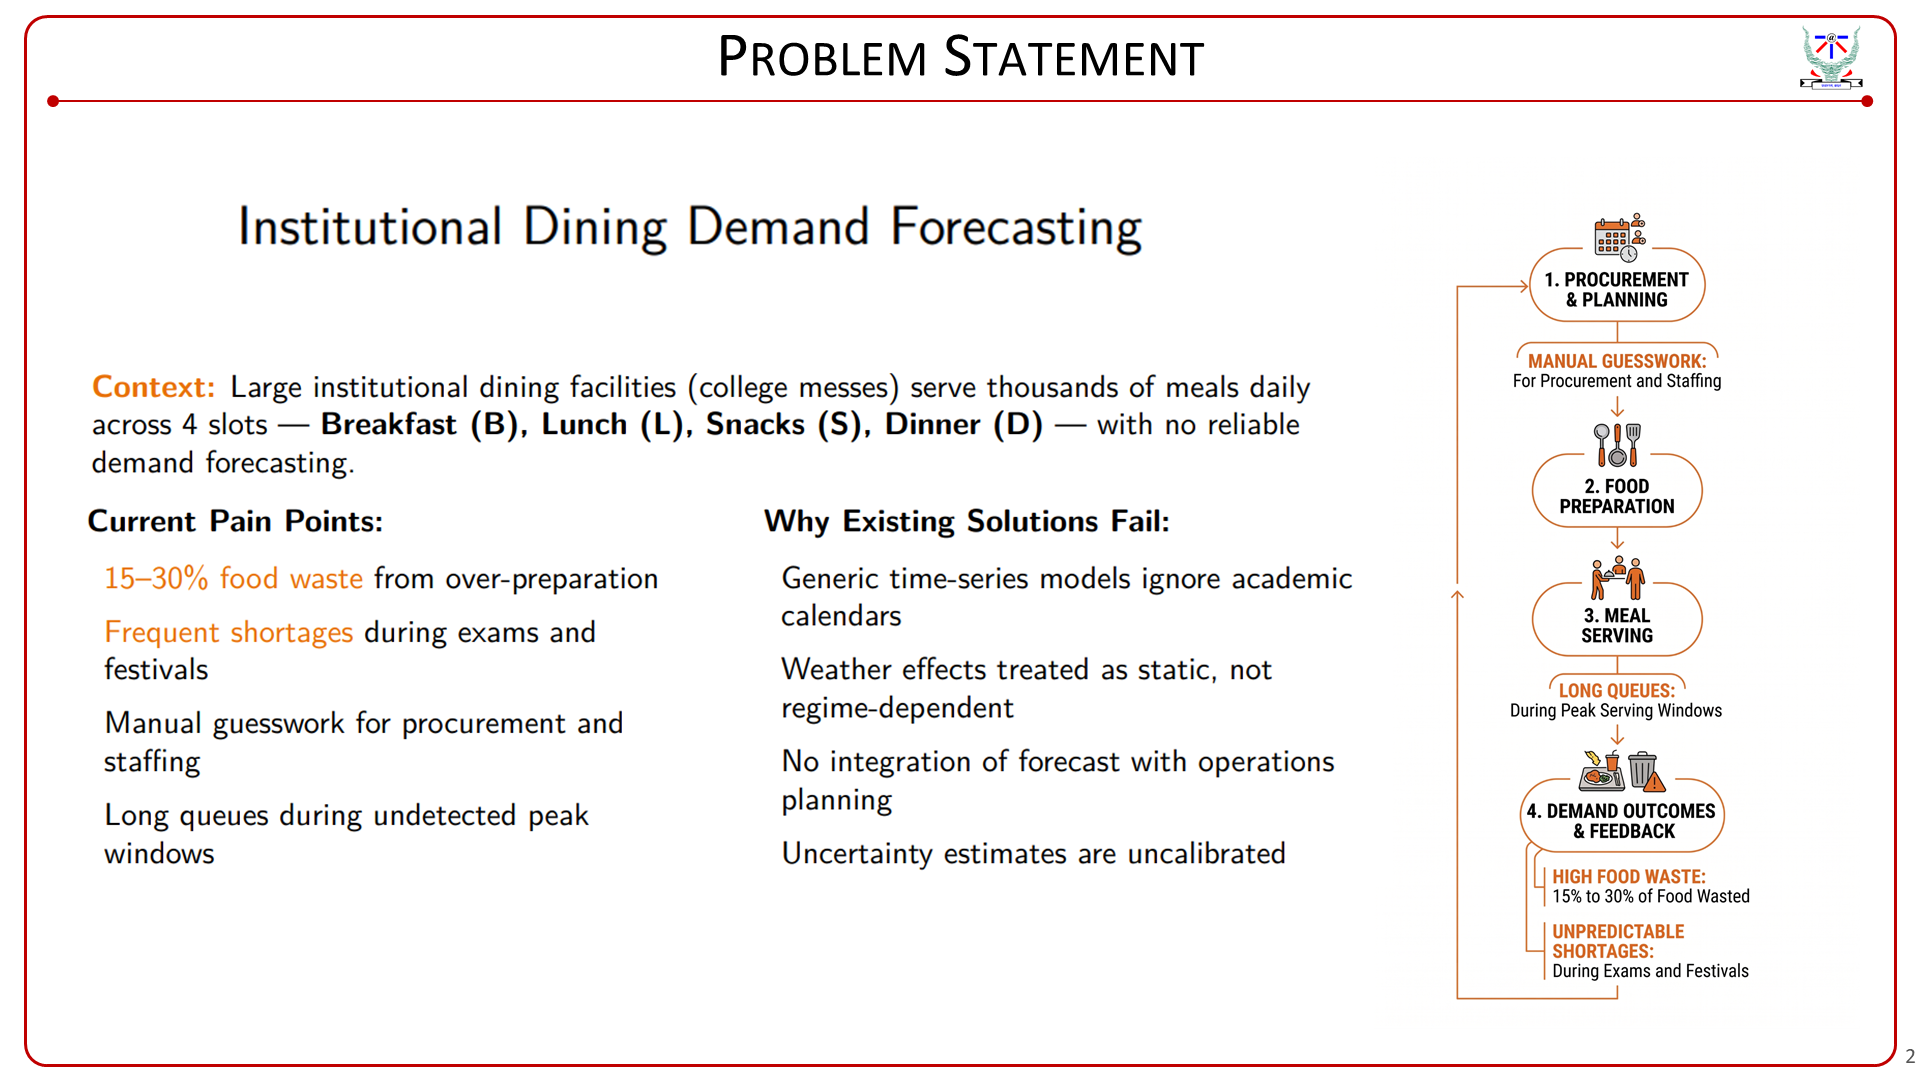 PROBLEM STATEMENT
Institutional Dining Demand Forecasting
Context: Large institutional dining facilities (college messes) serve thousands of meals daily
across 4 slots — Breakfast (B), Lunch (L), Snacks (S), Dinner (D) — with no reliable
demand forecasting.
Current Pain Points:
15–30% food waste from over-preparation
Frequent shortages during exams and
festivals
Manual guesswork for procurement and
staffing
Long queues during undetected peak
windows
Why Existing Solutions Fail:
Generic time-series models ignore academic
calendars
Weather effects treated as static, not
regime-dependent
No integration of forecast with operations
planning
Uncertainty estimates are uncalibrated
1. PROCUREMENT
& PLANNING
MANUAL GUESSWORK:
For Procurement and Staffing
2. FOOD
PREPARATION
3. MEAL
SERVING
LONG QUEUES:
During Peak Serving Windows
4. DEMAND OUTCOMES
& FEEDBACK
HIGH FOOD WASTE:
15% to 30% of Food Wasted
UNPREDICTABLE
SHORTAGES:
During Exams and Festivals
2